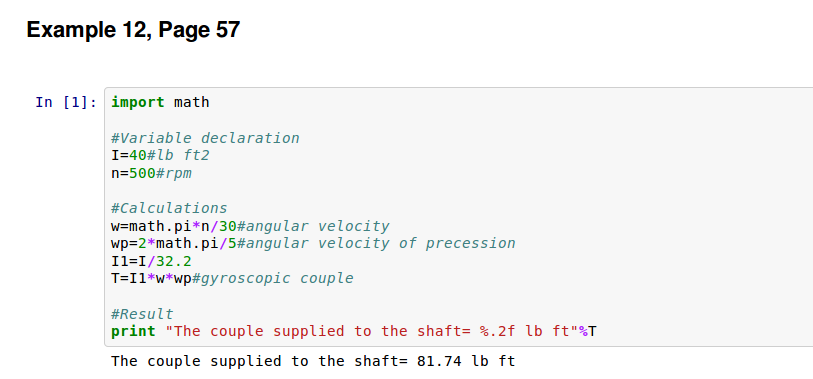 Example 12, Page 57
In [1]: import math
#Variable declaration
I=40#lb ft2
n=500#rpm
#Calculations
w=math.pi*n/30#angular velocity
wp=2*math.pi/5#angular velocity of precession
I1=I/32.2
T=I1*w*wp#gyroscopic couple
#Result
print "The couple supplied to the shaft= %.2f lb ft"%T
The couple supplied to the shaft= 81.74 lb ft